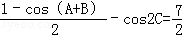 1－cos（A+B）/2 －cos2C=7/2